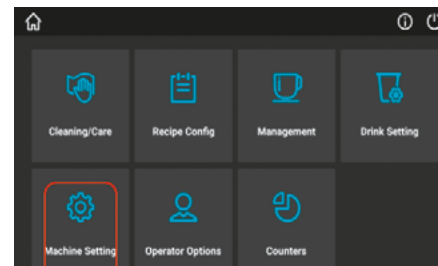 Cleaning/Care
Recipe Config
Management
Drink Setting
Machine Setting
Operator Options
Counters